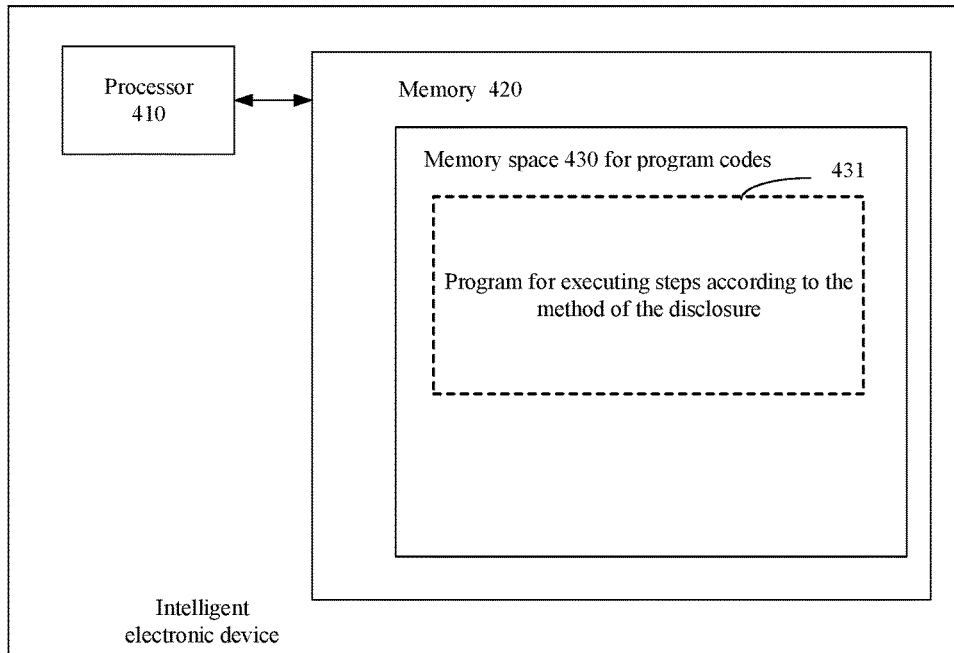 Processor
410
Memory 420
Memory space 430 for program codes
431
Program for executing steps according to the
method of the disclosure
Intelligent
electronic device